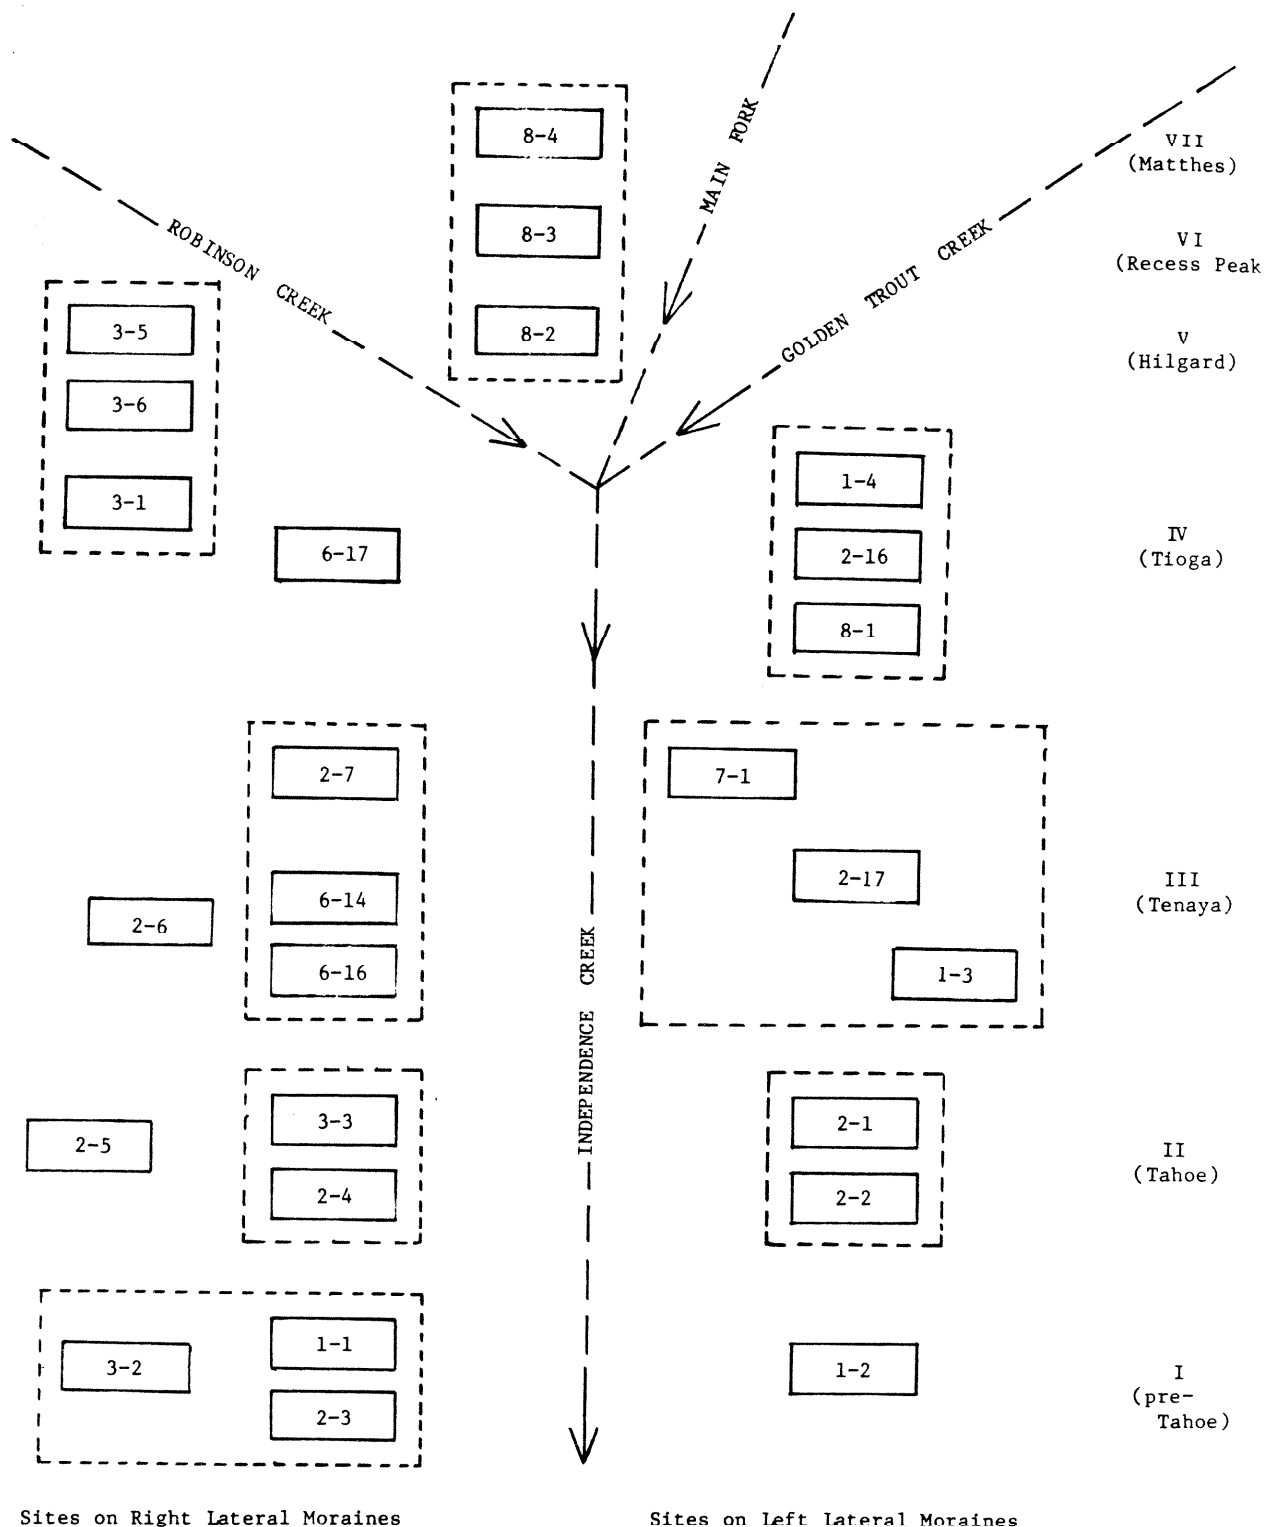 MAIN FORK
8-4
VII
(Matthes)
ROBINSON CREEK
8-3
GOLDEN TROUT CREEK
VI
(Recess Peak
3-5
8-2
V
(Hilgard)
3-6
3-1
1-4
6-17
2-16
IV
(Tioga)
8-1
2-7
7-1
6-14
2-17
III
(Tenaya)
2-6
6-16
1-3
INDEPENDENCE CREEK
3-3
2-1
2-5
II
(Tahoe)
2-4
2-2
1-1
3-2
1-2
I
(pre-
Tahoe)
2-3
Sites on Right Lateral Moraines
Sites on Left Lateral Moraines